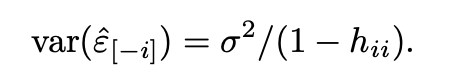 var(ε̂[−i]) = σ²/(1 − hᵢᵢ).